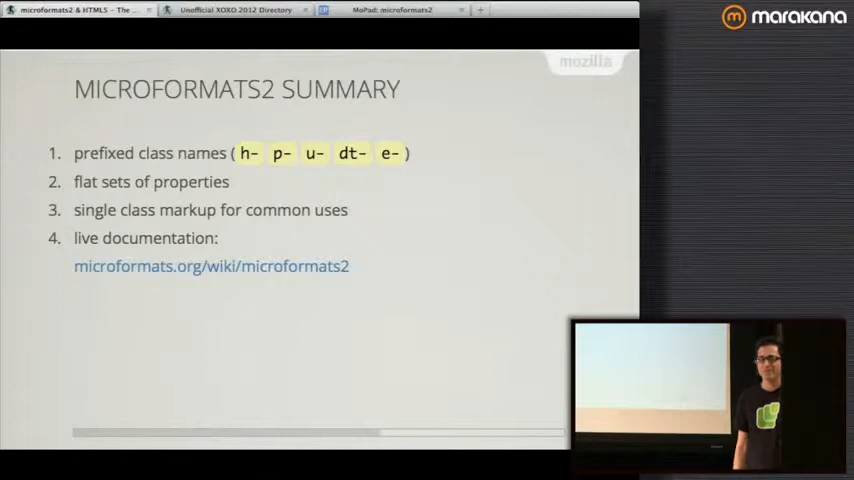 microformats2 & HTML5 – The ...
Unofficial XOXO 2012 Directory
MoPad: microformats2
marakana
mozilla
MICROFORMATS2 SUMMARY
1. prefixed class names ( h- p- u- dt- e- )
2. flat sets of properties
3. single class markup for common uses
4. live documentation:
microformats.org/wiki/microformats2